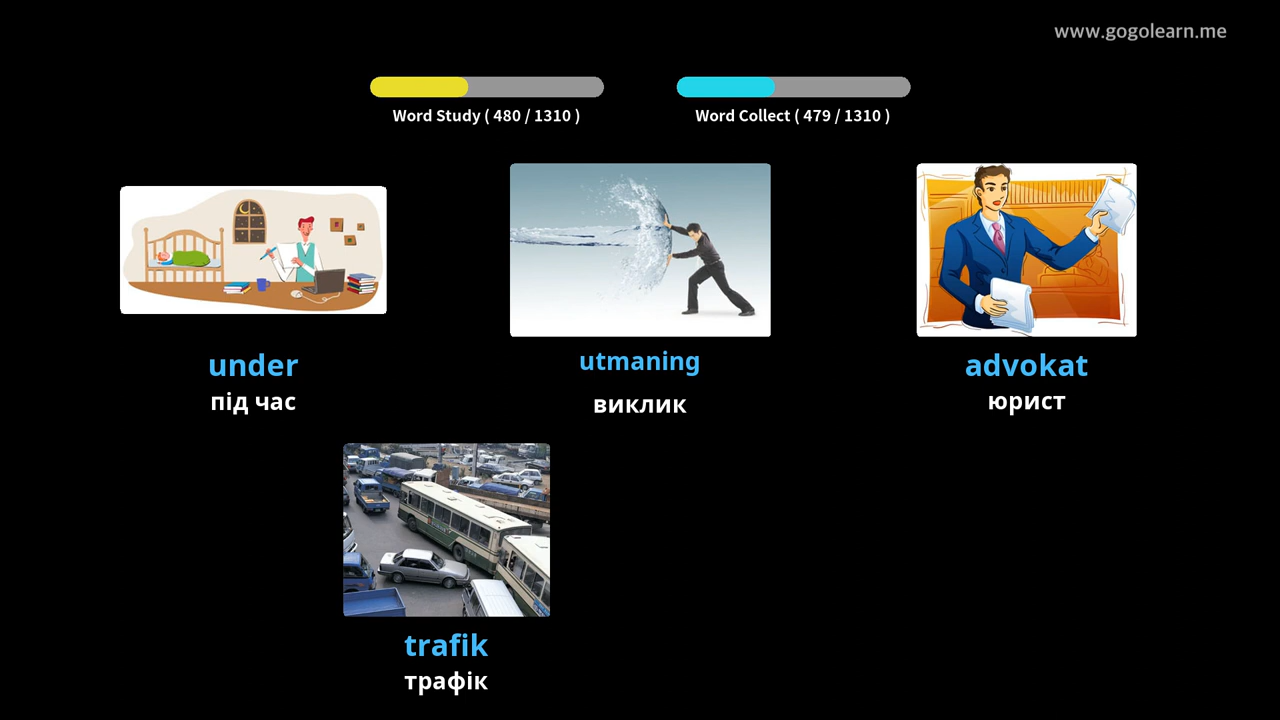 www.gogolearn.me
Word Study ( 480 / 1310 )
Word Collect ( 479 / 1310 )
under
під час
utmaning
виклик
advokat
юрист
trafik
трафік